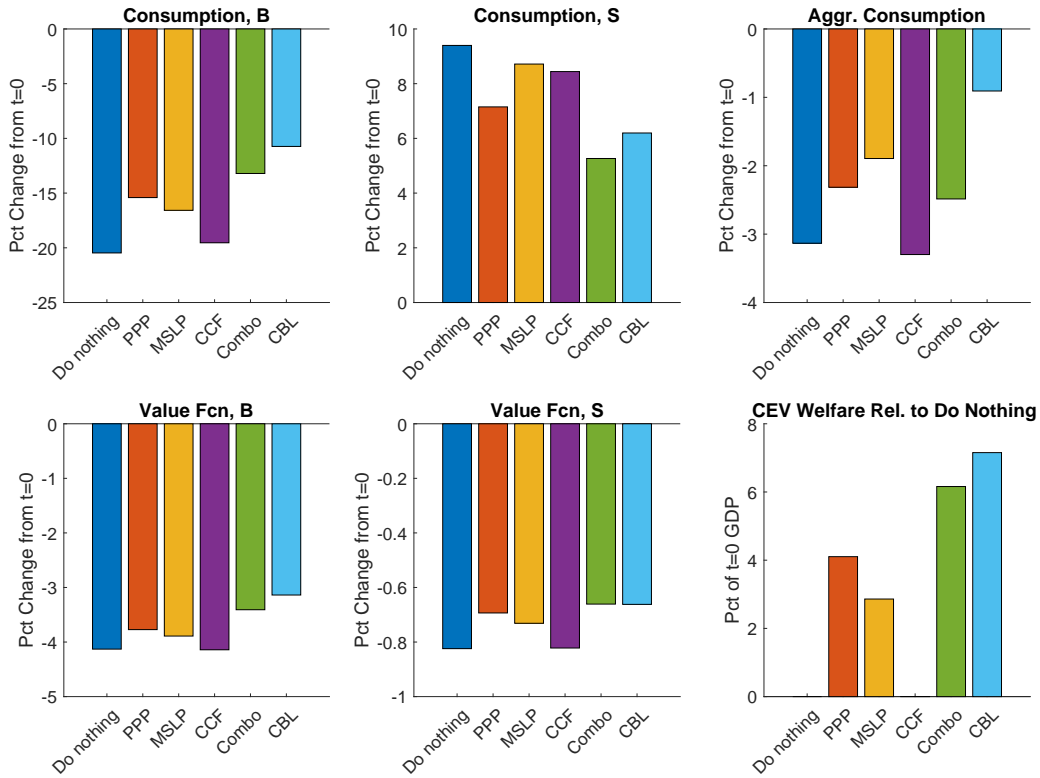 Consumption, B
Pct Change from t=0
0
-5
-10
-15
-20
-25
Do nothing
PPP
MSLP
CCF
Combo
CBL
Consumption, S
Pct Change from t=0
10
8
6
4
2
0
Do nothing
PPP
MSLP
CCF
Combo
CBL
Aggr. Consumption
Pct Change from t=0
0
-1
-2
-3
-4
Do nothing
PPP
MSLP
CCF
Combo
CBL
Value Fcn, B
Pct Change from t=0
0
-1
-2
-3
-4
-5
Do nothing
PPP
MSLP
CCF
Combo
CBL
Value Fcn, S
Pct Change from t=0
0
-0.2
-0.4
-0.6
-0.8
-1
Do nothing
PPP
MSLP
CCF
Combo
CBL
CEV Welfare Rel. to Do Nothing
Pct of t=0 GDP
8
6
4
2
0
Do nothing
PPP
MSLP
CCF
Combo
CBL